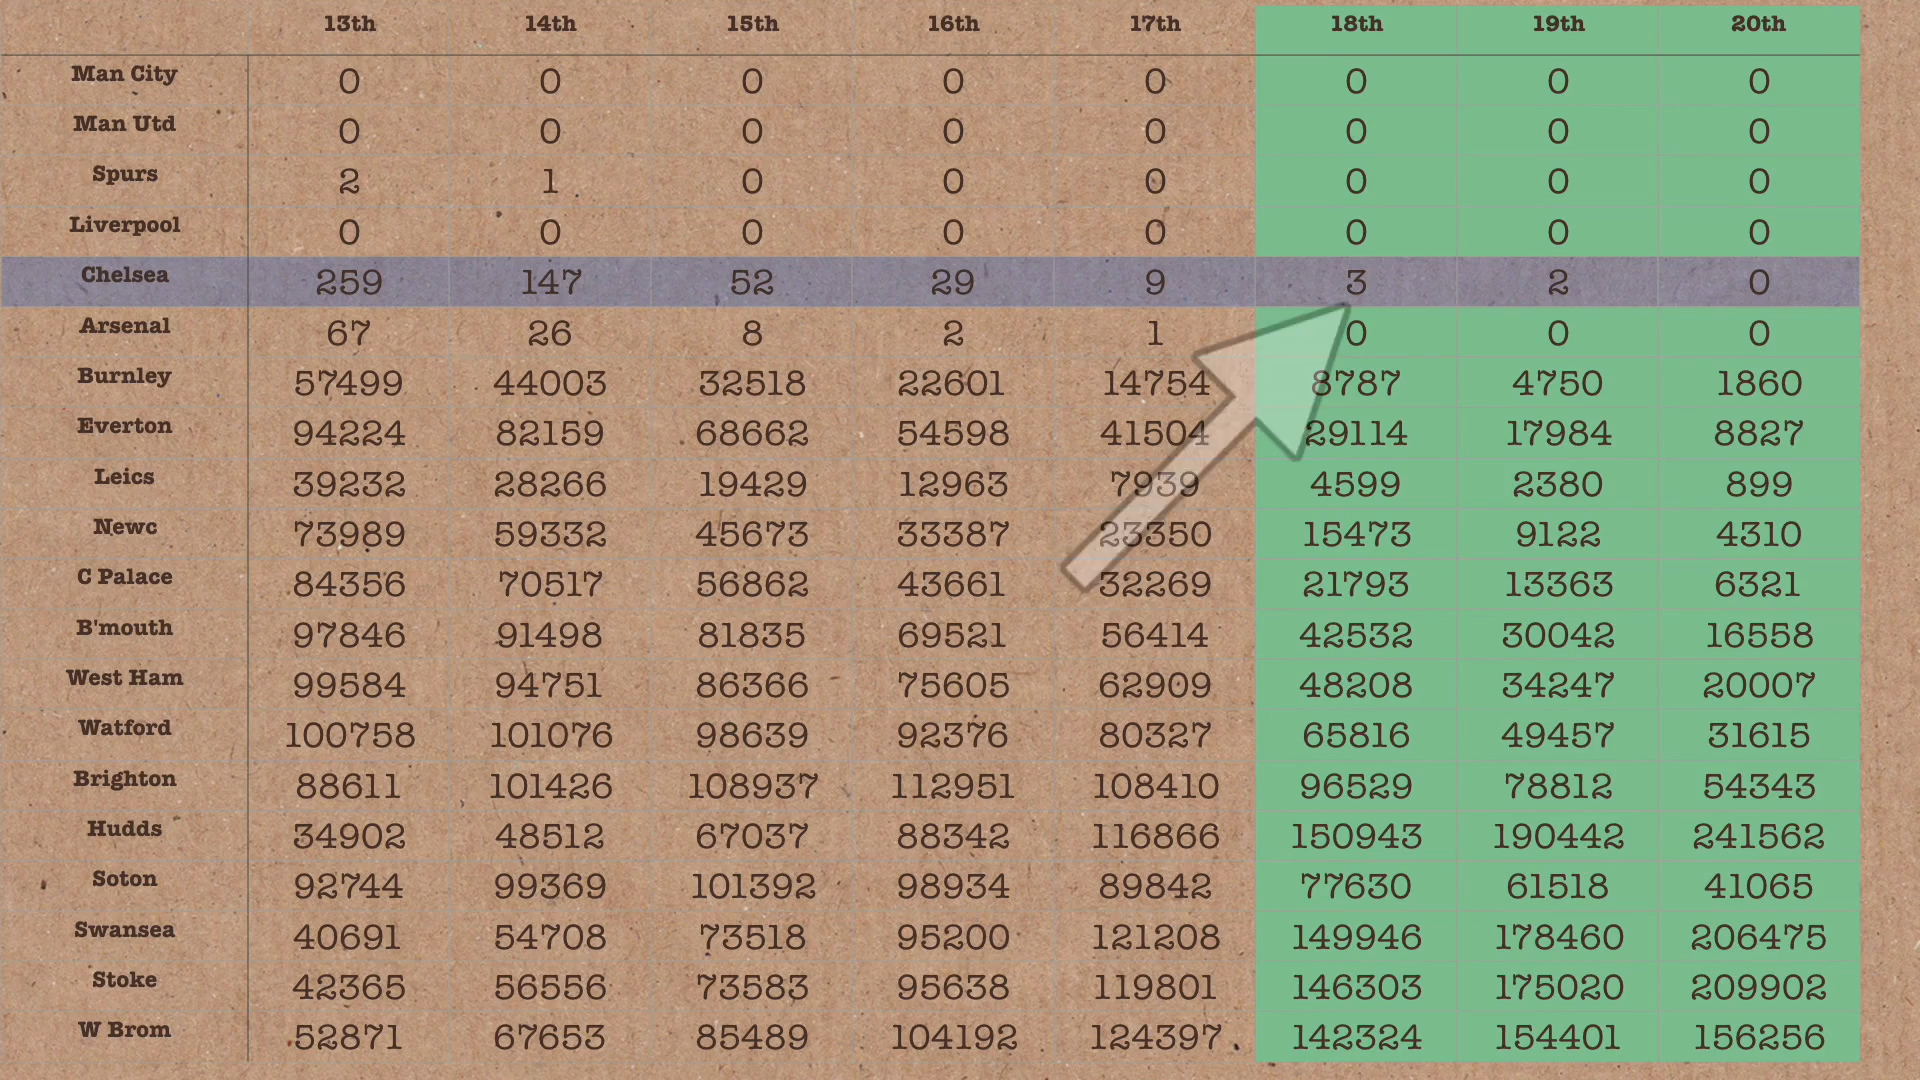 13th 14th 15th 16th 17th 18th 19th 20th
Man City 0 0 0 0 0 0 0 0
Man Utd 0 0 0 0 0 0 0 0
Spurs 2 1 0 0 0 0 0 0
Liverpool 0 0 0 0 0 0 0 0
Chelsea 259 147 52 29 9 3 2 0
Arsenal 67 26 8 2 1 0 0 0
Burnley 57499 44003 32518 22601 14754 8787 4750 1860
Everton 94224 82159 68662 54598 41504 29114 17984 8827
Leics 39232 28266 19429 12963 7939 4599 2380 899
Newc 73989 59332 45673 33387 23350 15473 9122 4310
C Palace 84356 70517 56862 43661 32269 21793 13363 6321
B'mouth 97846 91498 81835 69521 56414 42532 30042 16558
West Ham 99584 94751 86366 75605 62909 48208 34247 20007
Watford 100758 101076 98639 92376 80327 65816 49457 31615
Brighton 88611 101426 108937 112951 108410 96529 78812 54343
Hudds 34902 48512 67037 88342 116866 150943 190442 241562
Soton 92744 99369 101392 98934 89842 77630 61518 41065
Swansea 40691 54708 73518 95200 121208 149946 178460 206475
Stoke 42365 56556 73583 95638 119801 146303 175020 209902
W Brom 52871 67653 85489 104192 124397 142324 154401 156256